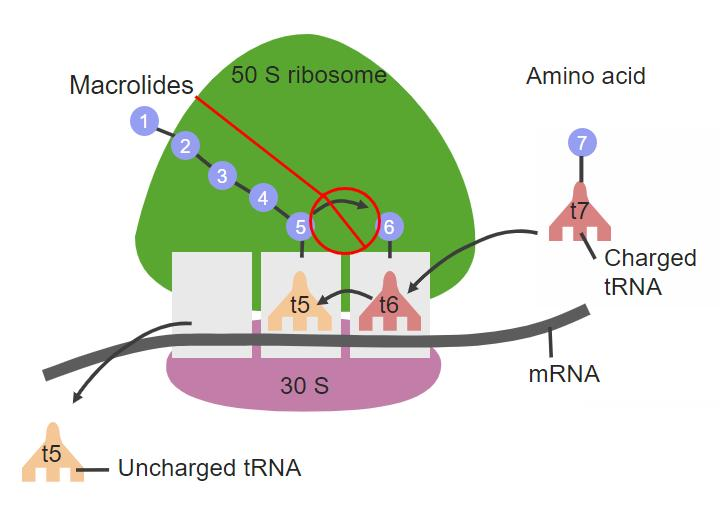 50 S ribosome
Macrolides
Amino acid
1
2
3
4
5
6
7
t7
Charged
tRNA
t5
t6
mRNA
30 S
t5
Uncharged tRNA